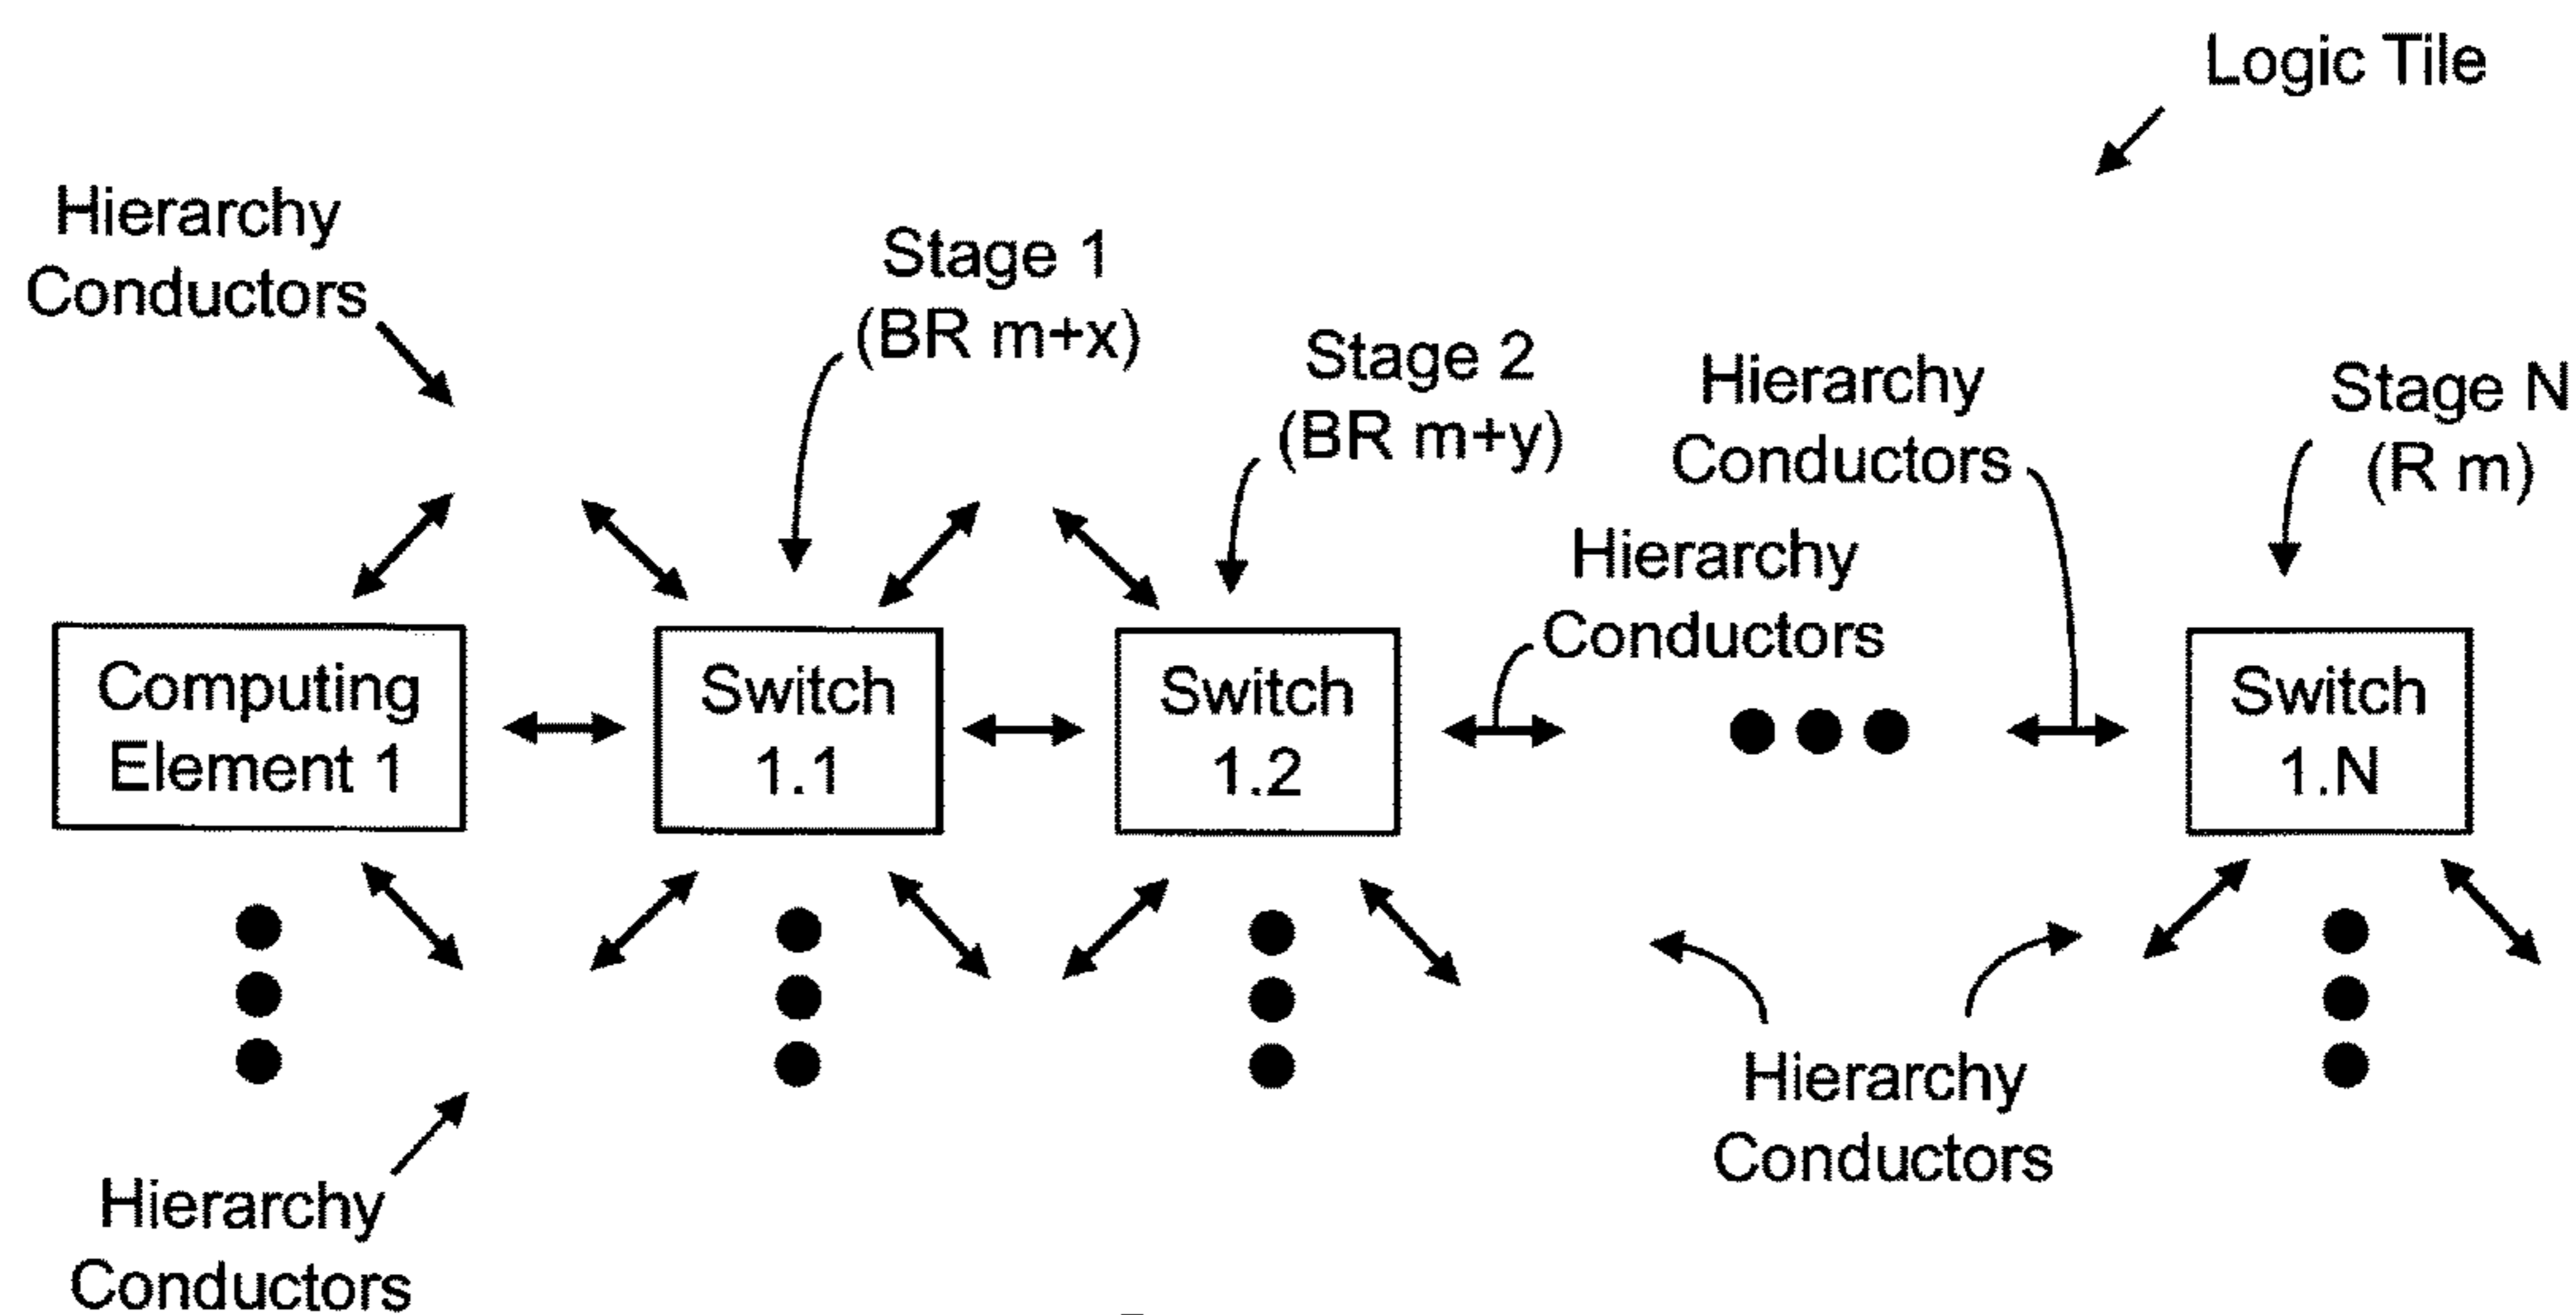 Logic Tile
Hierarchy
Conductors
Stage 1
(BR m+x)
Stage 2
(BR m+y)
Hierarchy
Conductors
Stage N
(R m)
Hierarchy
Conductors
Computing
Element 1
Switch
1.1
Switch
1.2
Switch
1.N
Hierarchy
Conductors
Hierarchy
Conductors